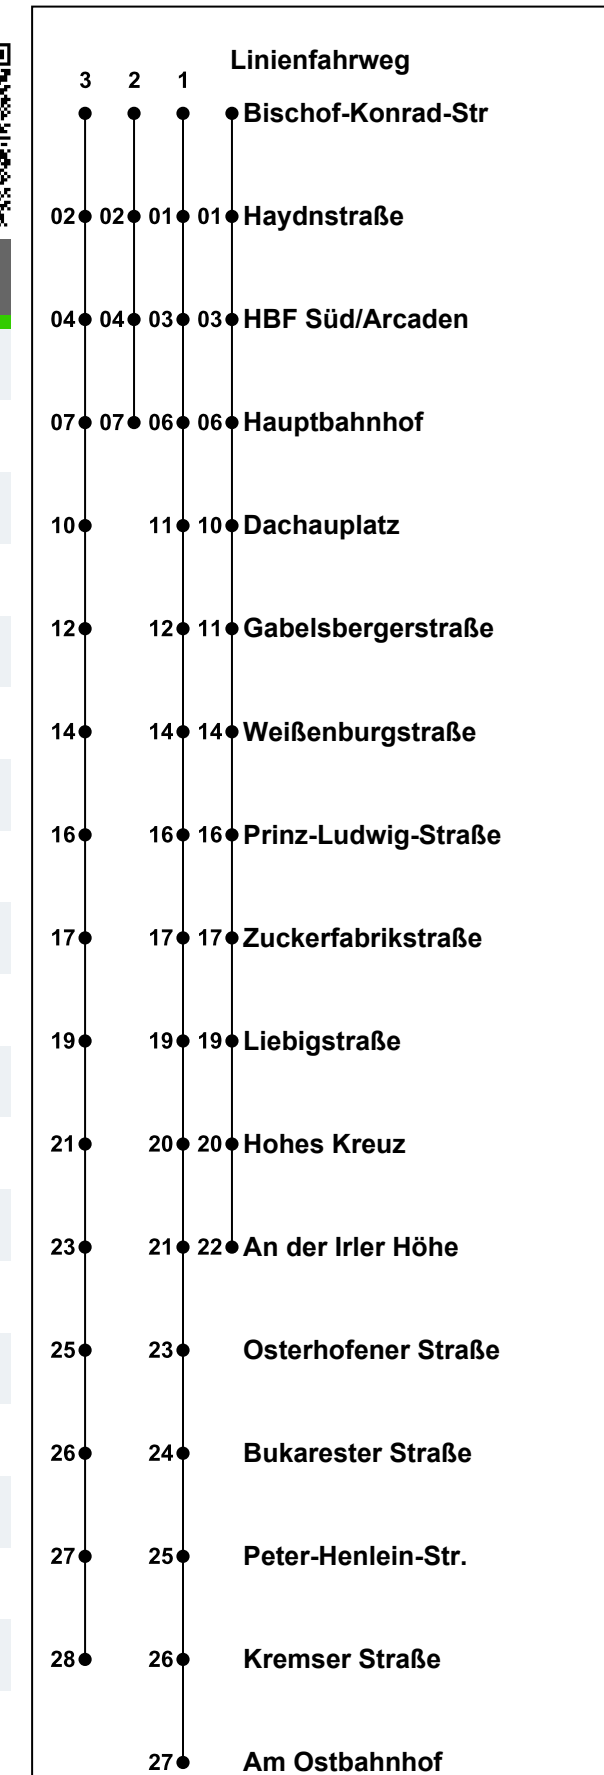 Linienfahrweg
3 2 1
Bischof-Konrad-Str
02 02 01 01 Haydnstraße
04 04 03 03 HBF Süd/Arcaden
07 07 06 06 Hauptbahnhof
10 11 10 Dachauplatz
12 12 11 Gabelsbergerstraße
14 14 14 Weißenburgstraße
16 16 16 Prinz-Ludwig-Straße
17 17 17 Zuckerfabrikstraße
19 19 19 Liebigstraße
21 20 20 Hohes Kreuz
23 21 22 An der Irler Höhe
25 23 Osterhofener Straße
26 24 Bukarester Straße
27 25 Peter-Henlein-Str.
28 26 Kremser Straße
27 Am Ostbahnhof